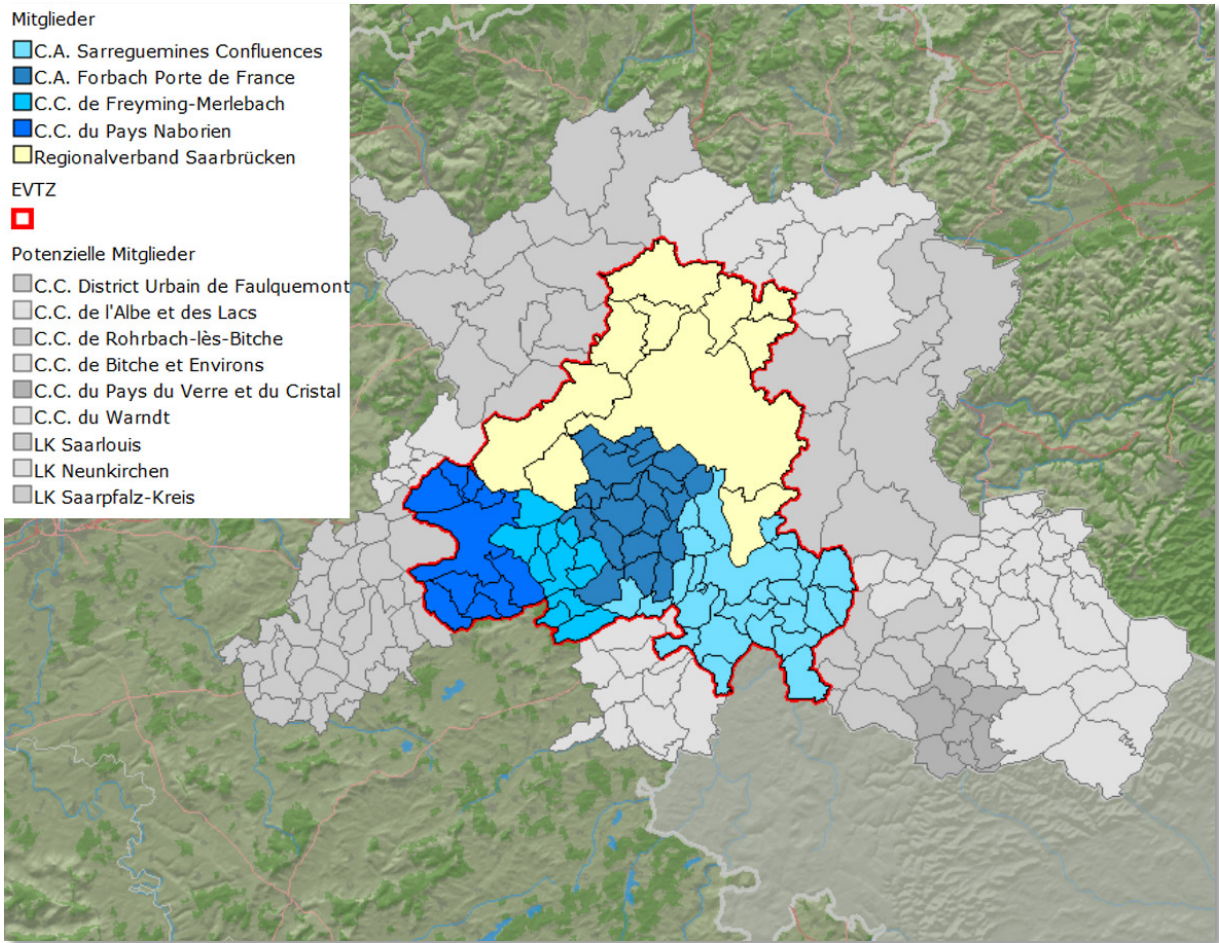 Mitglieder
C.A. Sarreguemines Confluences
C.A. Forbach Porte de France
C.C. de Freyming-Merlebach
C.C. du Pays Naborien
Regionalverband Saarbrücken
EVTZ
Potenzielle Mitglieder
C.C. District Urbain de Faulquemont
C.C. de l'Albe et des Lacs
C.C. de Rohrbach-lès-Bitche
C.C. de Bitche et Environs
C.C. du Pays du Verre et du Cristal
C.C. du Warndt
LK Saarlouis
LK Neunkirchen
LK Saarpfalz-Kreis